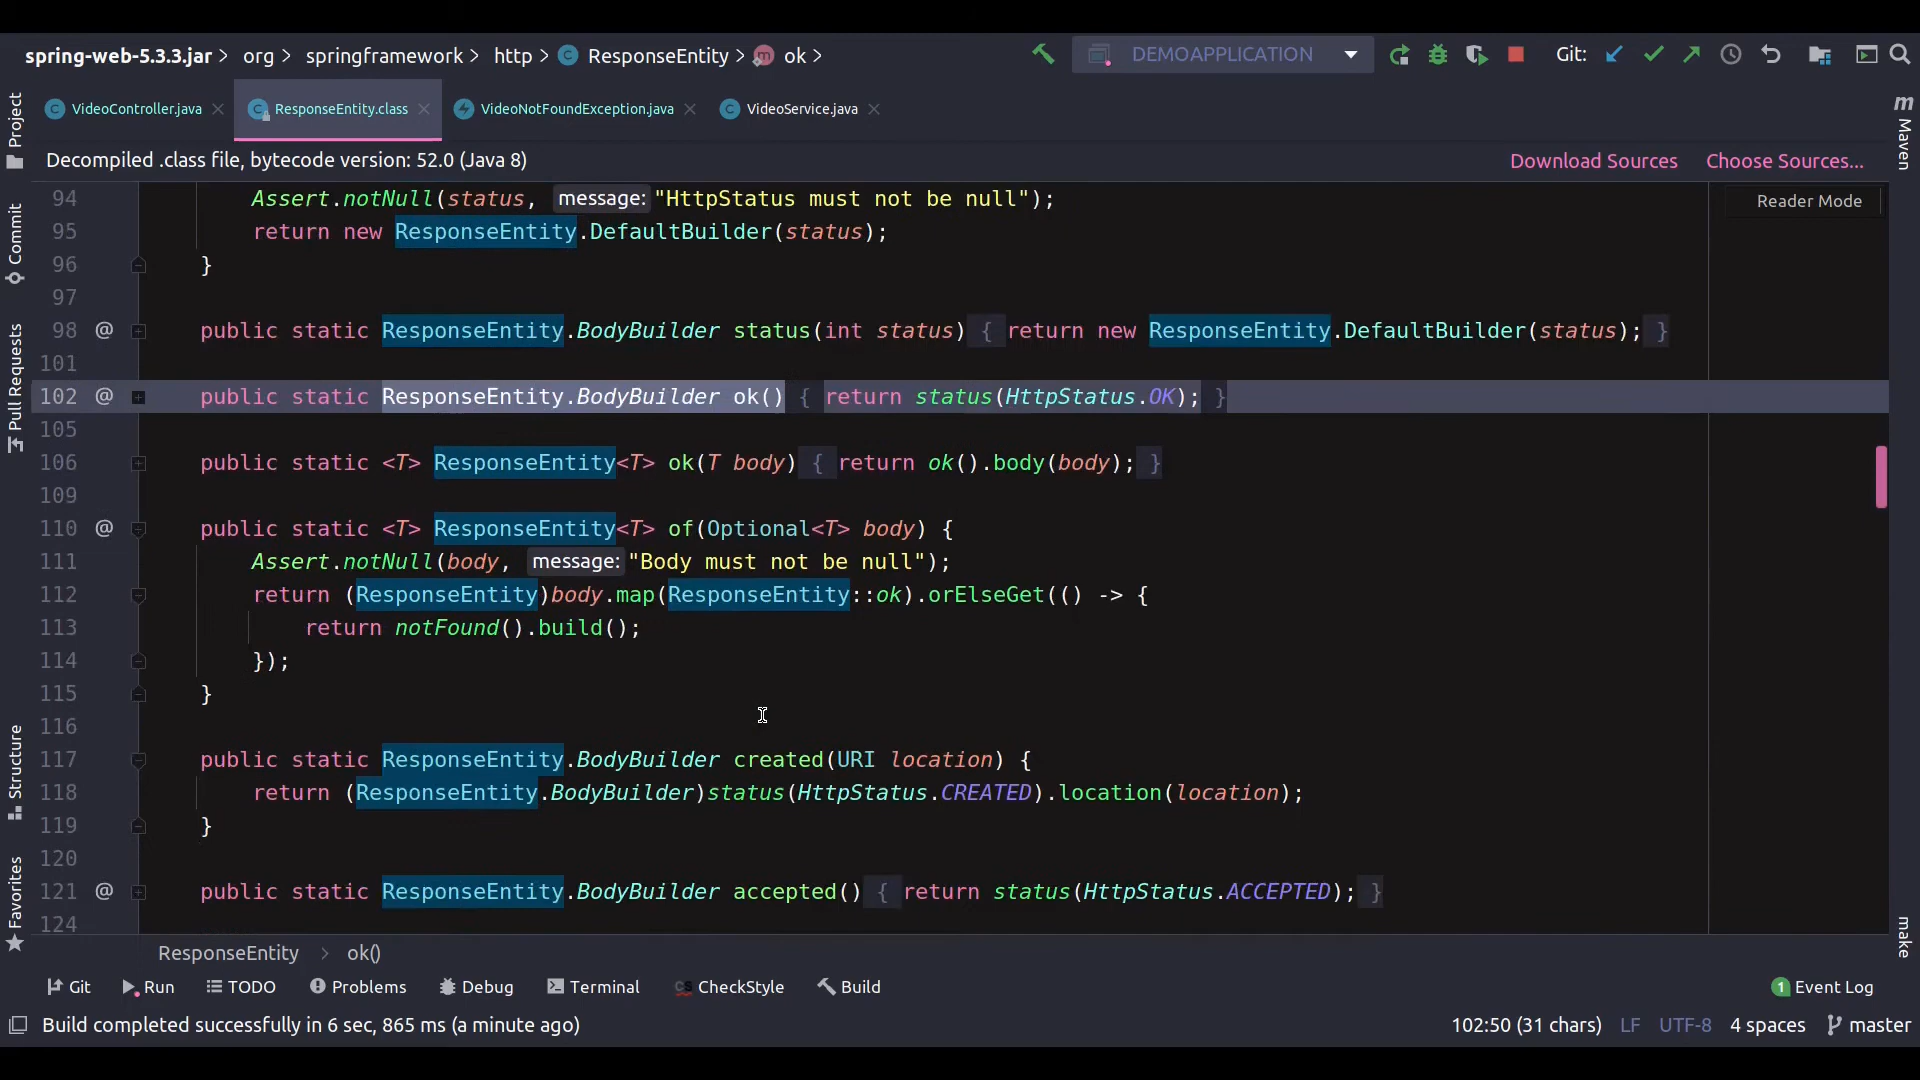 spring-web-5.3.3.jar > org > springframework > http > ResponseEntity > ok >
DEMOAPPLICATION
Git:
VideoController.java
ResponseEntity.class
VideoNotFoundException.java
VideoService.java
Decompiled .class file, bytecode version: 52.0 (Java 8)
Download Sources
Choose Sources...
Reader Mode
94 Assert.notNull(status, message: "HttpStatus must not be null");
95 return new ResponseEntity.DefaultBuilder(status);
96 }
97
98 @ public static ResponseEntity.BodyBuilder status(int status) { return new ResponseEntity.DefaultBuilder(status); }
101
102 @ public static ResponseEntity.BodyBuilder ok() { return status(HttpStatus.OK); }
105
106 public static <T> ResponseEntity<T> ok(T body) { return ok().body(body); }
109
110 @ public static <T> ResponseEntity<T> of(Optional<T> body) {
111 Assert.notNull(body, message: "Body must not be null");
112 return (ResponseEntity)body.map(ResponseEntity::ok).orElseGet(() -> {
113 return notFound().build();
114 });
115 }
116
117 public static ResponseEntity.BodyBuilder created(URI location) {
118 return (ResponseEntity.BodyBuilder)status(HttpStatus.CREATED).location(location);
119 }
120
121 @ public static ResponseEntity.BodyBuilder accepted() { return status(HttpStatus.ACCEPTED); }
124
Project
Commit
Pull Requests
Structure
Favorites
m Maven
make
ResponseEntity > ok()
Git
Run
TODO
Problems
Debug
Terminal
CS CheckStyle
Build
1 Event Log
Build completed successfully in 6 sec, 865 ms (a minute ago)
102:50 (31 chars)
LF
UTF-8
4 spaces
master